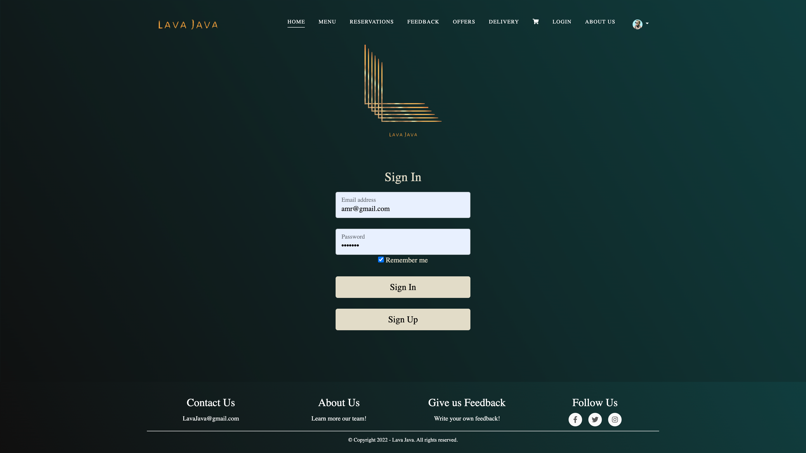 LAVA JAVA
HOME MENU RESERVATIONS FEEDBACK OFFERS DELIVERY LOGIN ABOUT US
LAVA JAVA
Sign In
Email address
amr@gmail.com
Password
•••••••
Remember me
Sign In
Sign Up
Contact Us About Us Give us Feedback Follow Us
LavaJava@gmail.com Learn more our team! Write your own feedback!
© Copyright 2022 - Lava Java. All rights reserved.